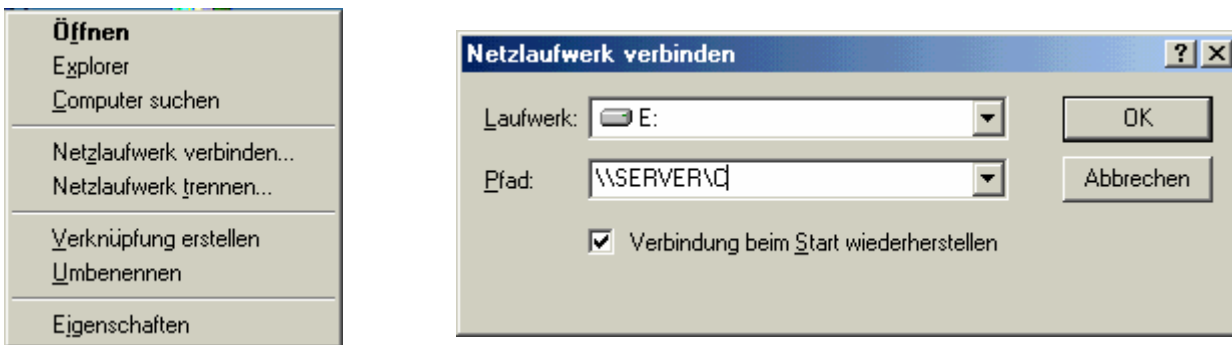 Öffnen
Explorer
Computer suchen
Netzlaufwerk verbinden...
Netzlaufwerk trennen...
Verknüpfung erstellen
Umbenennen
Eigenschaften
Netzlaufwerk verbinden
Laufwerk: E: OK
Pfad: \\SERVER\C Abbrechen
Verbindung beim Start wiederherstellen